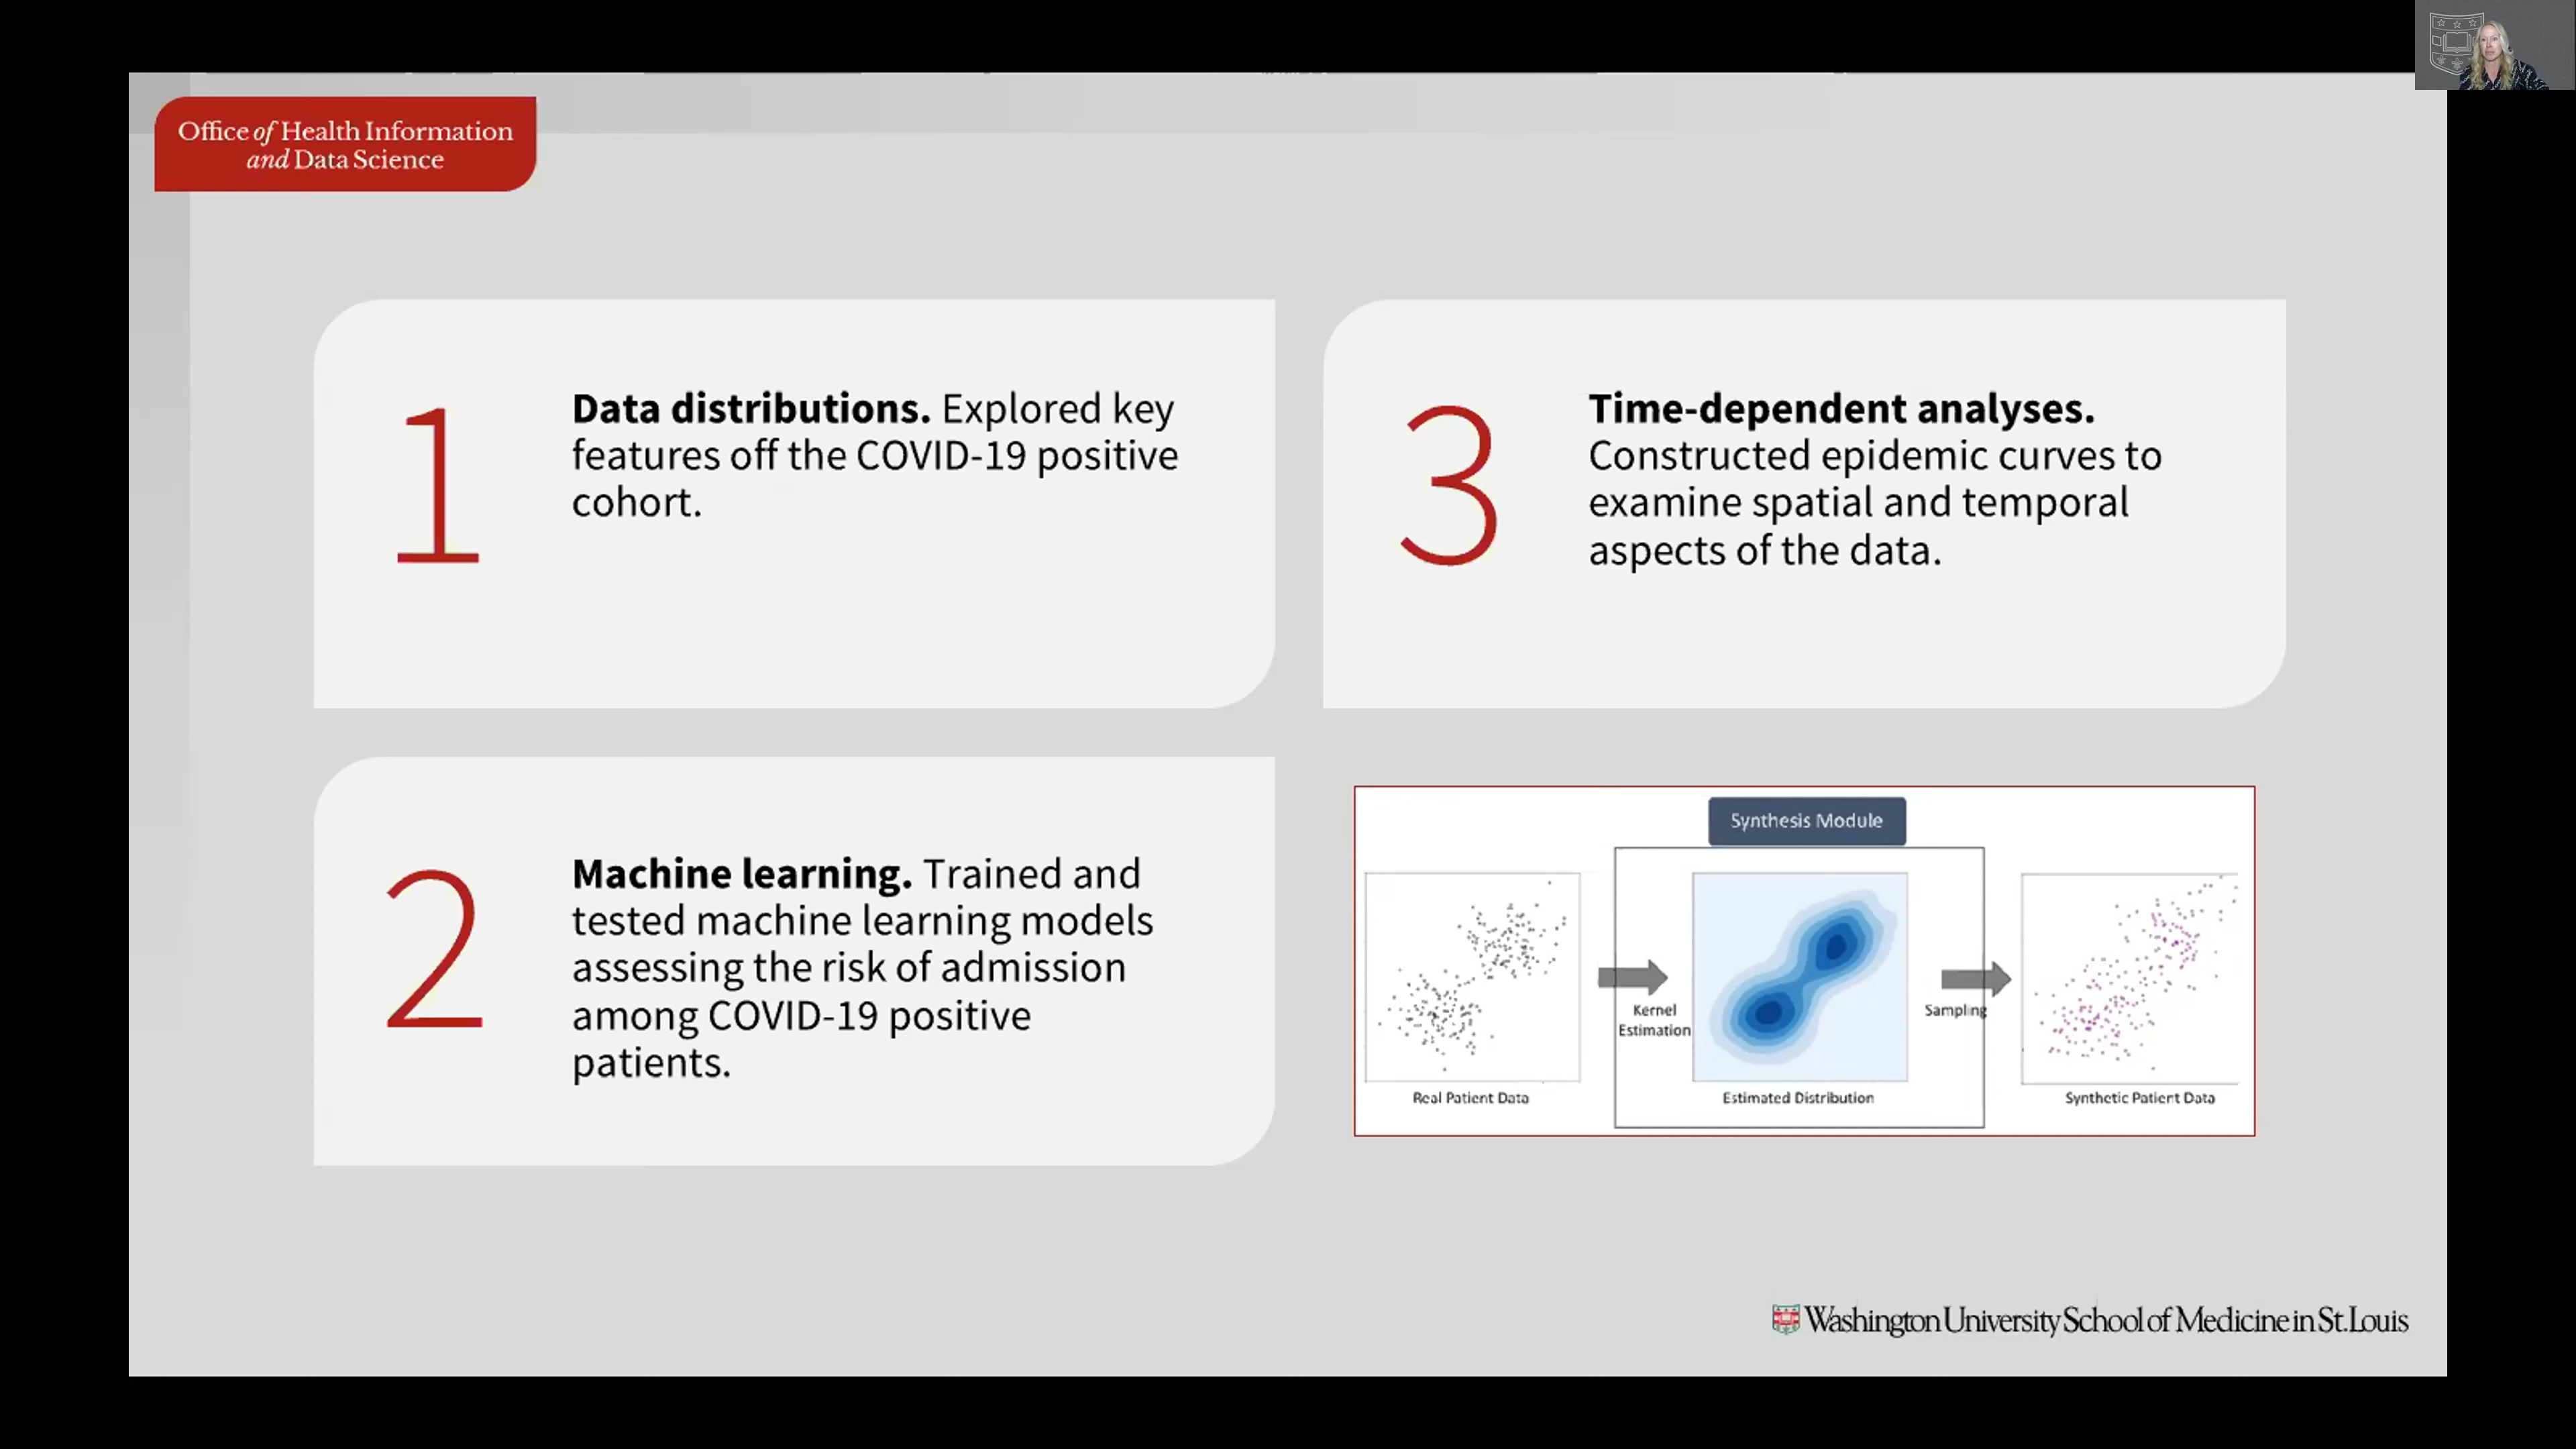 Office of Health Information
and Data Science
1
Data distributions. Explored key
features off the COVID-19 positive
cohort.
2
Machine learning. Trained and
tested machine learning models
assessing the risk of admission
among COVID-19 positive
patients.
3
Time-dependent analyses.
Constructed epidemic curves to
examine spatial and temporal
aspects of the data.
Synthesis Module
Kernel
Estimation
Sampling
Real Patient Data
Estimated Distribution
Synthetic Patient Data
Washington University School of Medicine in St. Louis